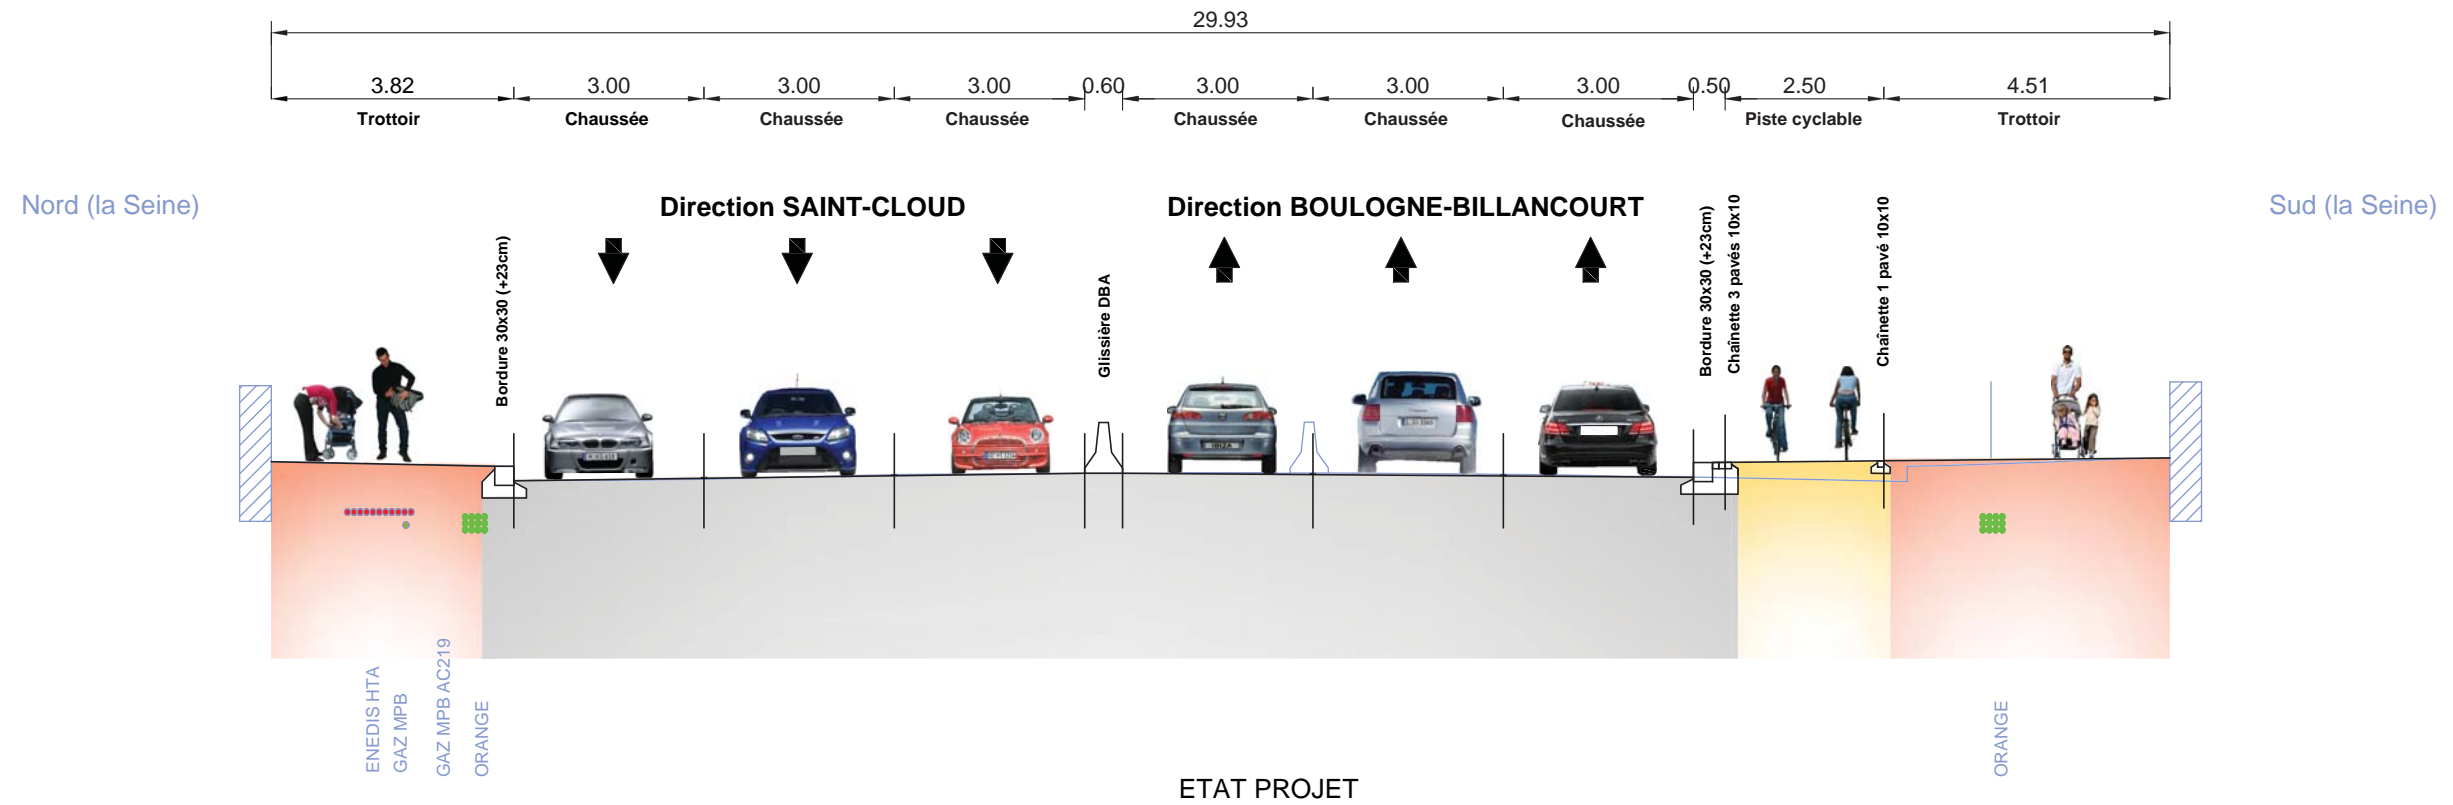 29.93
3.82 3.00 3.00 3.00 0.60 3.00 3.00 3.00 0.50 2.50 4.51
Trottoir Chaussée Chaussée Chaussée Chaussée Chaussée Chaussée Piste cyclable Trottoir
Nord (la Seine)
Direction SAINT-CLOUD
Direction BOULOGNE-BILLANCOURT
Sud (la Seine)
Bordure 30x30 (+23cm)
Glissière DBA
Bordure 30x30 (+23cm)
Chaînette 3 pavés 10x10
Chaînette 1 pavé 10x10
IBIZA
ENEDIS HTA
GAZ MPB
GAZ MPB AC219
ORANGE
ORANGE
ETAT PROJET